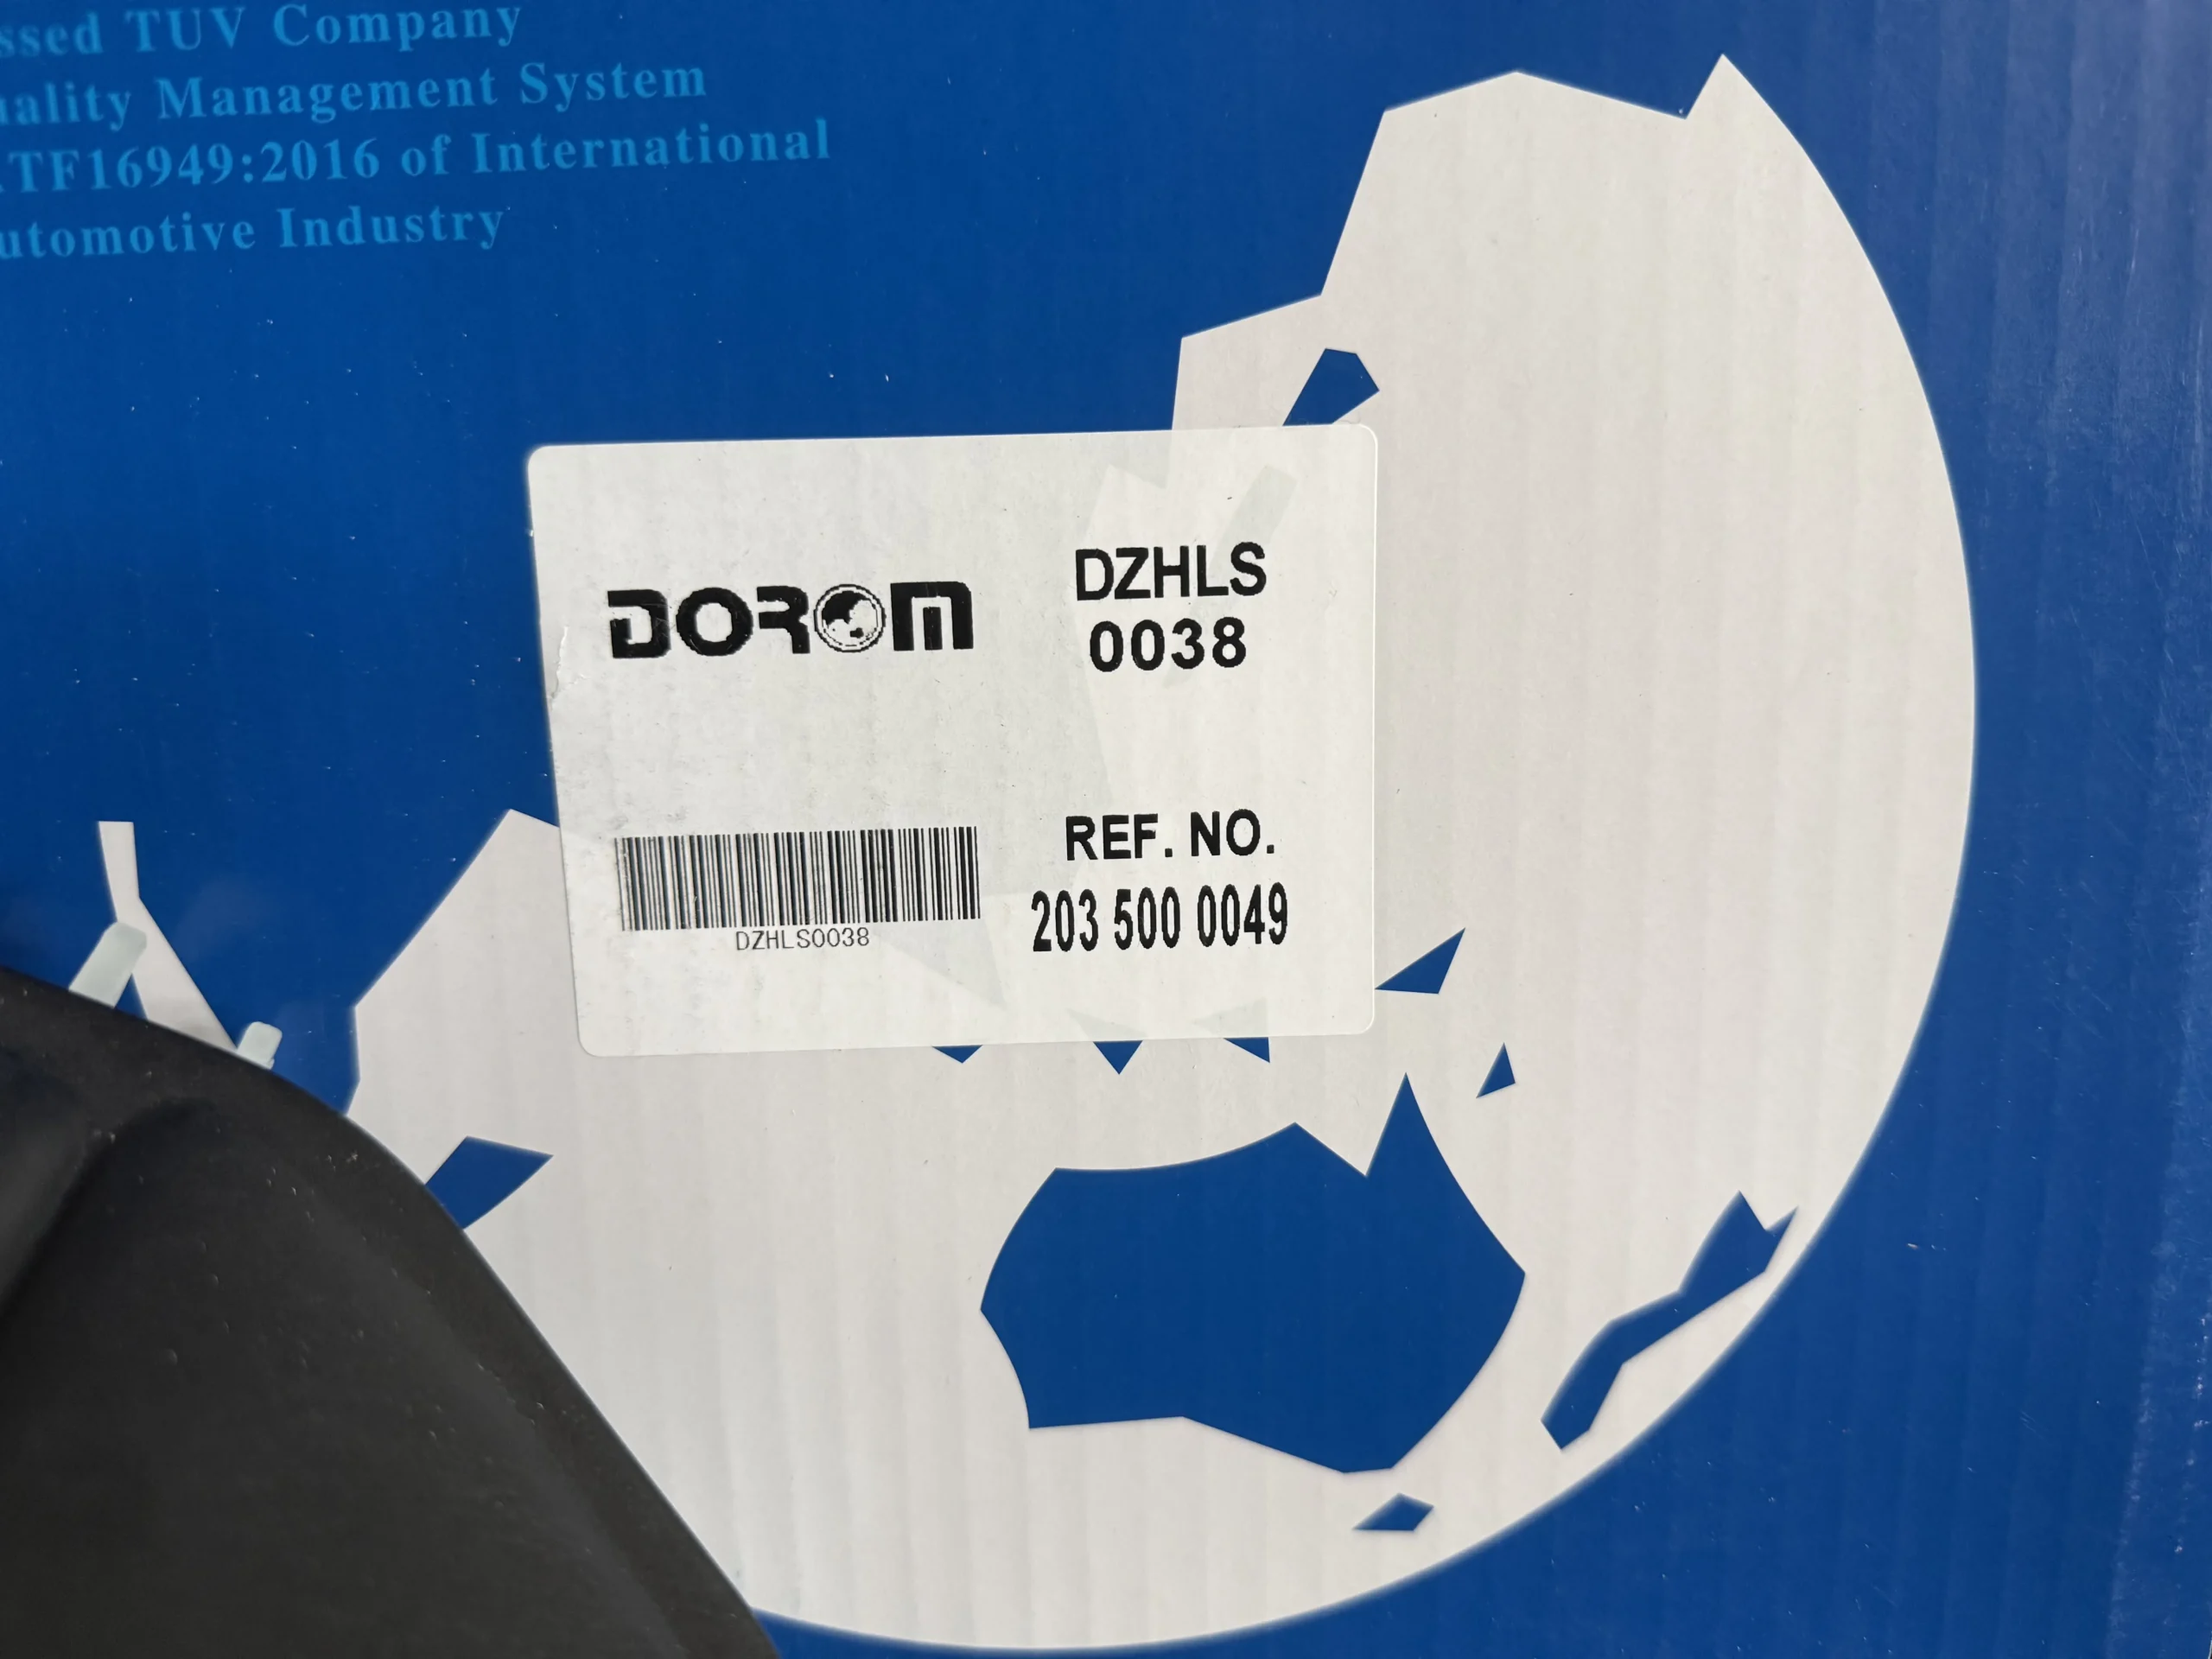 ssed TUV Company
uality Management System
ATF16949:2016 of International
utomotive Industry
DOROM
DZHLS
0038
DZHLS0038
REF. NO.
203 500 0049